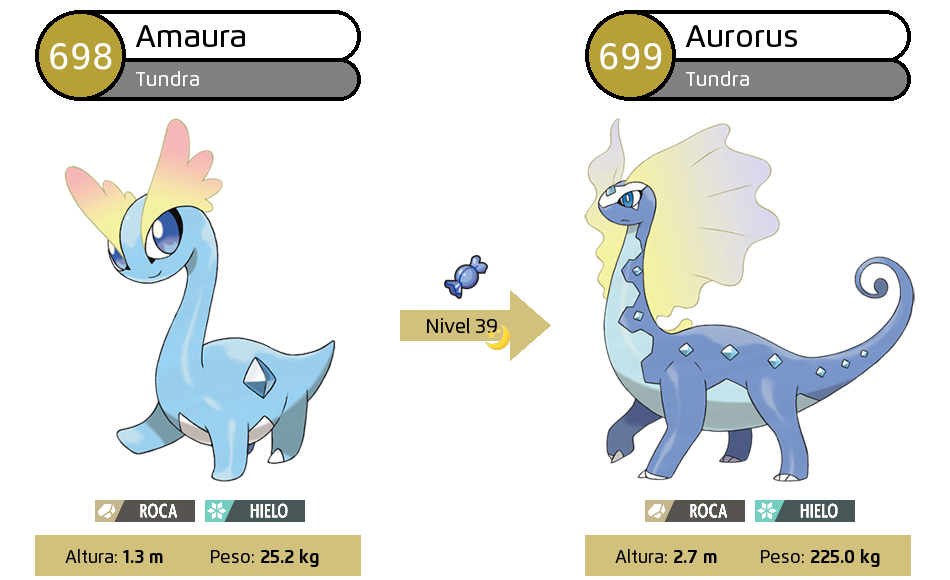 698 Amaura
Tundra
699 Aurorus
Tundra
Nivel 39
ROCA HIELO
ROCA HIELO
Altura: 1.3 m Peso: 25.2 kg
Altura: 2.7 m Peso: 225.0 kg